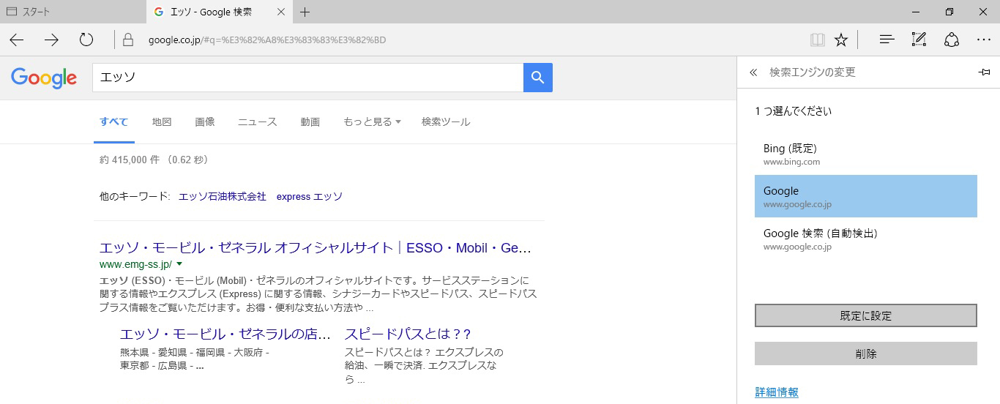 スタート
エッソ - Google 検索
google.co.jp/#q=%E3%82%A8%E3%83%83%E3%82%BD
Google
エッソ
検索エンジンの変更
すべて 地図 画像 ニュース 動画 もっと見る 検索ツール
1 つ選んでください
約 415,000 件 (0.62 秒)
Bing (既定)
www.bing.com
他のキーワード: エッソ石油株式会社 express エッソ
Google
www.google.co.jp
Google 検索 (自動検出)
www.google.co.jp
エッソ・モービル・ゼネラル オフィシャルサイト｜ESSO・Mobil・Ge...
www.emg-ss.jp/
エッソ (ESSO)・モービル (Mobil)・ゼネラルのオフィシャルサイトです。サービスステーションに
関する情報やエクスプレス (Express) に関する情報、シナジーカードやスピードパス、スピードパス
プラス情報をご覧いただけます。お得・便利な支払い方法や ...
既定に設定
エッソ・モービル・ゼネラルの店...
熊本県 - 愛知県 - 福岡県 - 大阪府 -
東京都 - 広島県 - ...
スピードパスとは??
スピードパスとは? エクスプレスの
給油、一瞬で決済. エクスプレスな
ら ...
削除
詳細情報